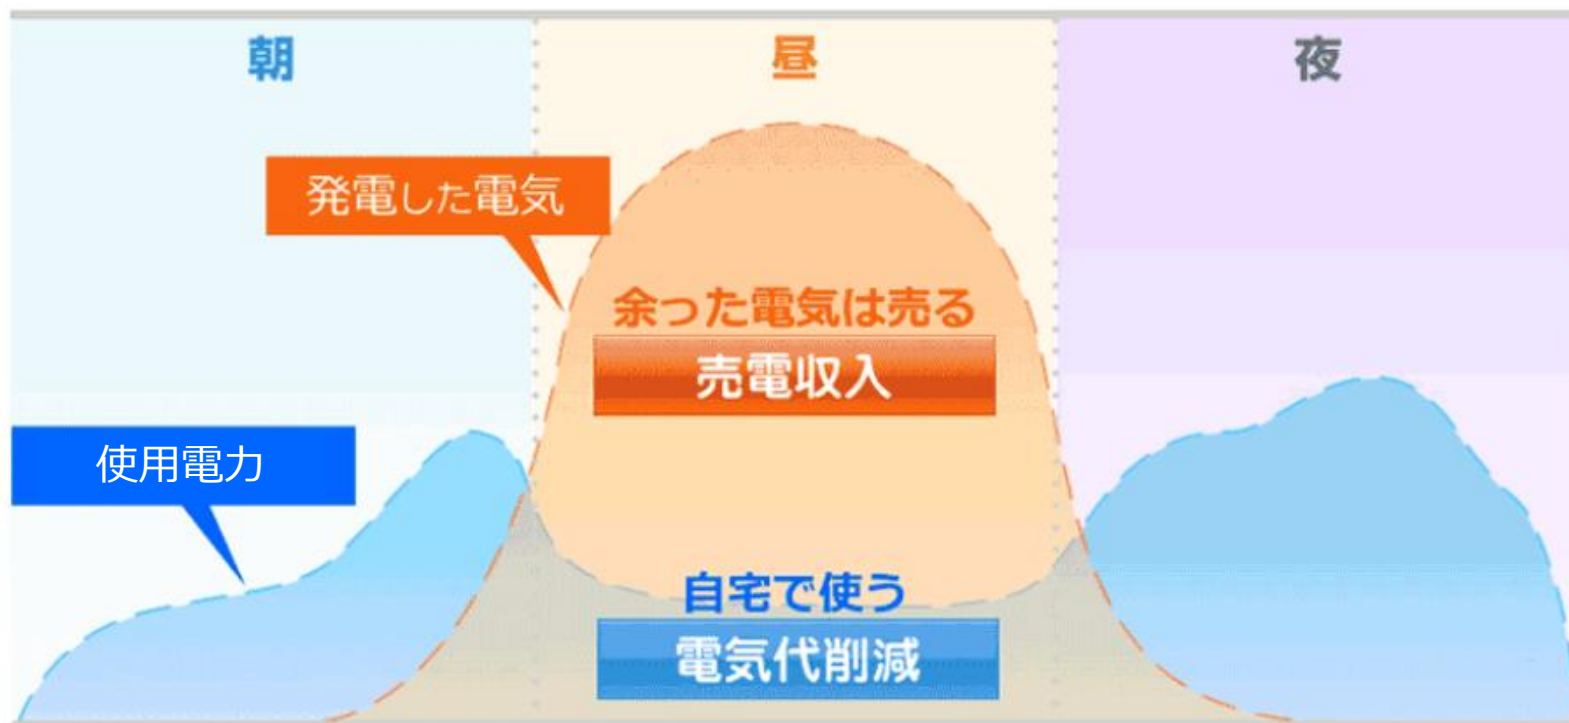 朝
昼
夜
発電した電気
余った電気は売る
売電収入
使用電力
自宅で使う
電気代削減